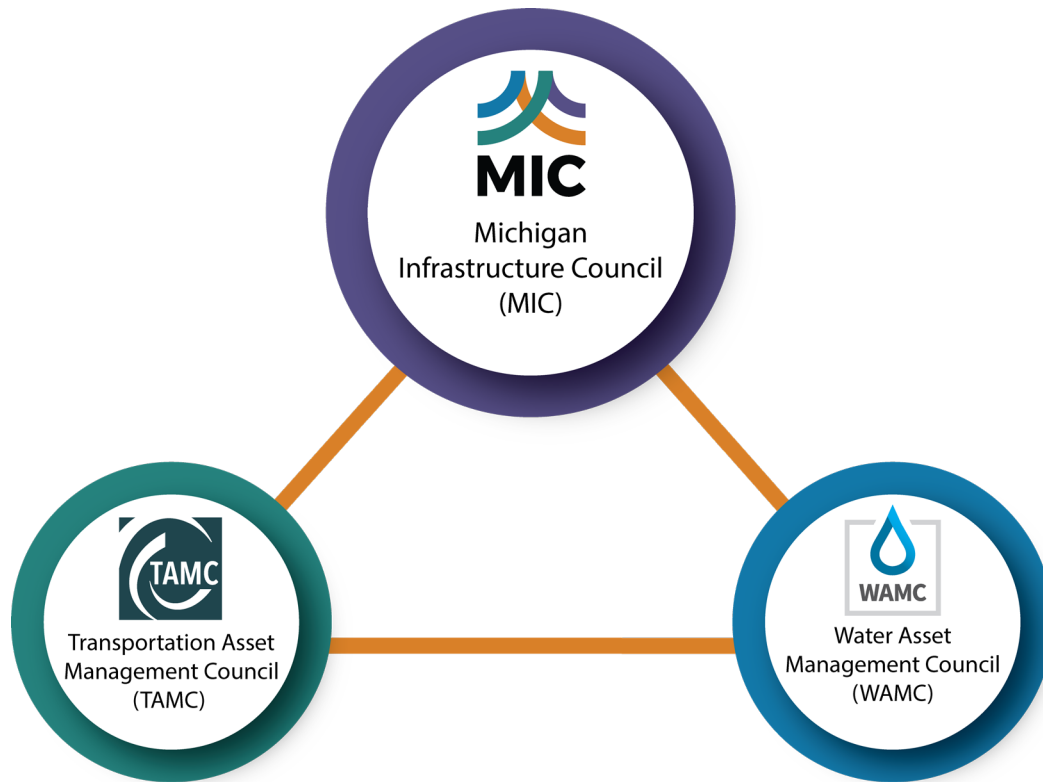 MIC
Michigan
Infrastructure Council
(MIC)
TAMC
Transportation Asset
Management Council
(TAMC)
WAMC
Water Asset
Management Council
(WAMC)